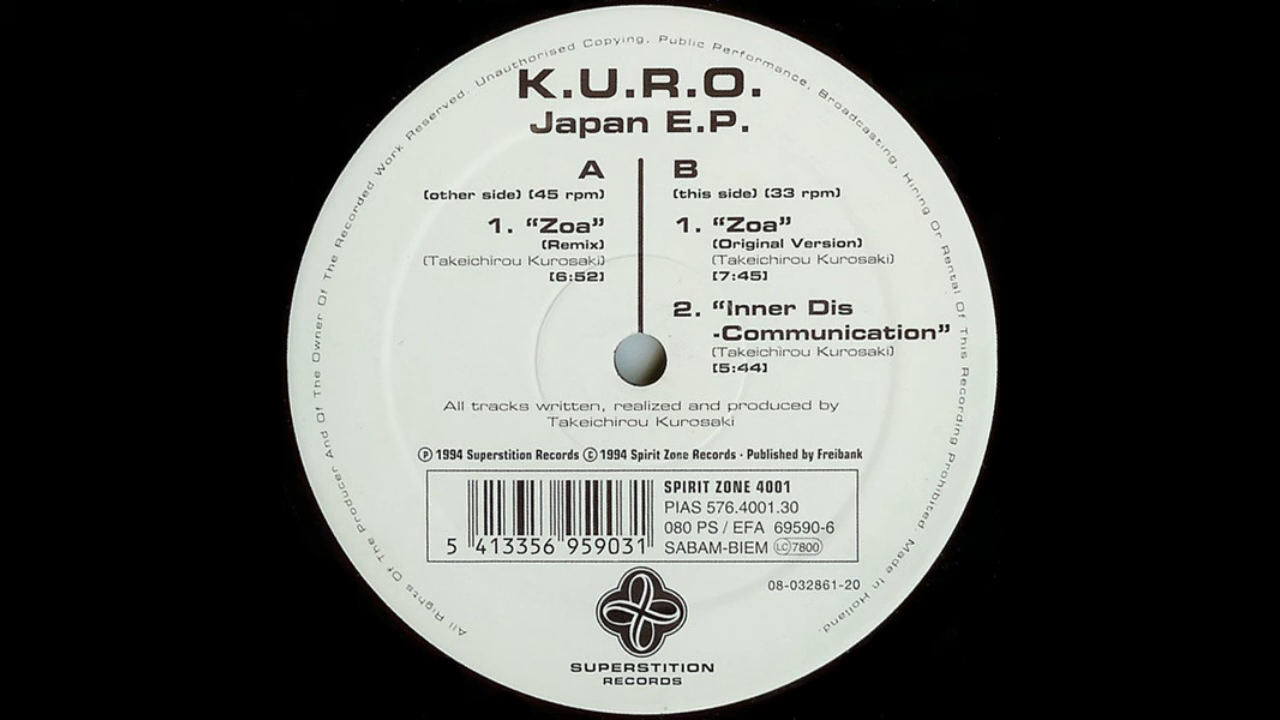 All Rights Of The Producer And Of The Owner Of The Recorded Work Reserved. Unauthorised Copying, Public Performance, Broadcasting, Hiring Or Rental Of This Recording Prohibited. Made In Holland.
K.U.R.O.
Japan E.P.
A
(other side) (45 rpm)
1. “Zoa”
(Remix)
(Takeichirou Kurosaki)
[6:52]
B
(this side) (33 rpm)
1. “Zoa”
(Original Version)
(Takeichirou Kurosaki)
[7:45]
2. “Inner Dis
-Communication”
(Takeichirou Kurosaki)
[5:44]
All tracks written, realized and produced by
Takeichirou Kurosaki
Ⓟ 1994 Superstition Records © 1994 Spirit Zone Records · Published by Freibank
5 413356 959031
SPIRIT ZONE 4001
PIAS 576.4001.30
080 PS / EFA 69590-6
SABAM-BIEM LC 7800
08-032861-20
SUPERSTITION
RECORDS